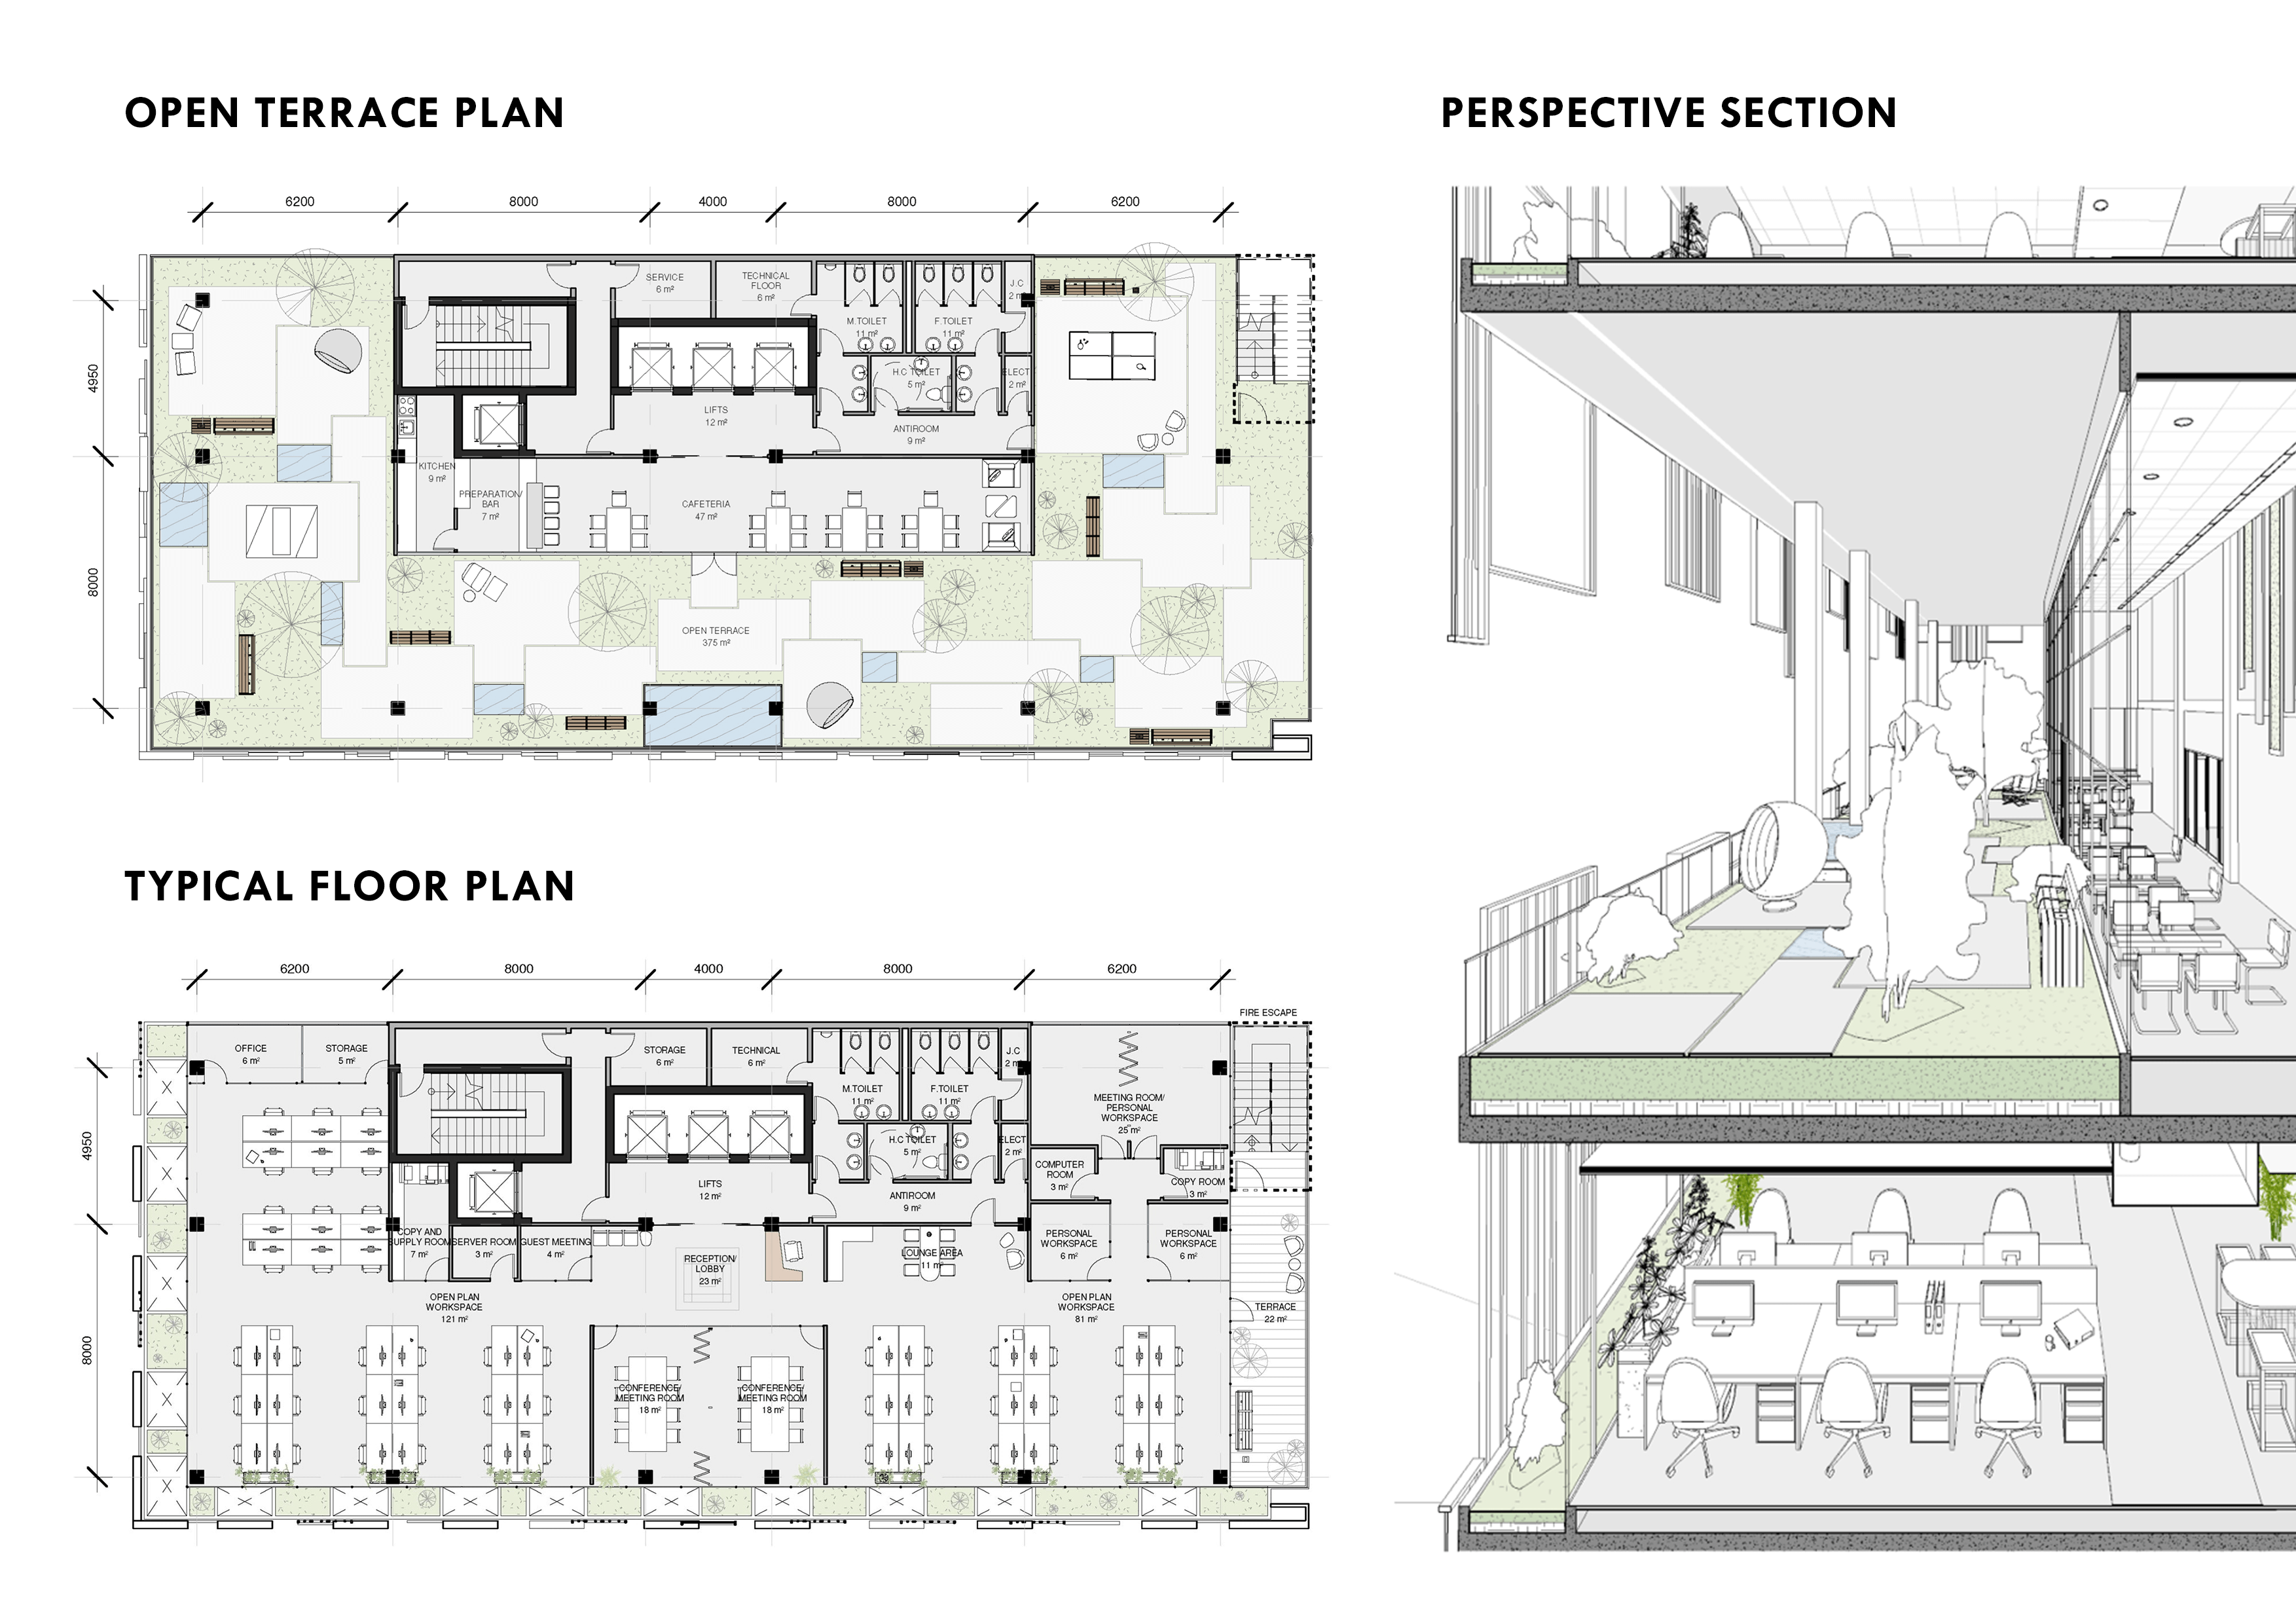 OPEN TERRACE PLAN
6200
8000
4000
8000
6200
4950
8000
SERVICE
6 m²
TECHNICAL
FLOOR
6 m²
M.TOILET
11 m²
F.TOILET
11 m²
J.C
2 m²
H.C TOILET
5 m²
ELECT
2 m²
LIFTS
12 m²
ANTIROOM
9 m²
KITCHEN
9 m²
PREPARATION/
BAR
7 m²
CAFETERIA
47 m²
OPEN TERRACE
375 m²
TYPICAL FLOOR PLAN
6200
8000
4000
8000
6200
4950
8000
FIRE ESCAPE
OFFICE
6 m²
STORAGE
5 m²
STORAGE
6 m²
TECHNICAL
6 m²
M.TOILET
11 m²
F.TOILET
11 m²
J.C
2 m²
H.C TOILET
5 m²
ELECT
2 m²
MEETING ROOM/
PERSONAL
WORKSPACE
25 m²
COMPUTER
ROOM
3 m²
COPY ROOM
3 m²
LIFTS
12 m²
ANTIROOM
9 m²
COPY AND
SUPPLY ROOM
7 m²
SERVER ROOM
3 m²
GUEST MEETING
4 m²
RECEPTION/
LOBBY
23 m²
LOUNGE AREA
11 m²
PERSONAL
WORKSPACE
6 m²
PERSONAL
WORKSPACE
6 m²
OPEN PLAN
WORKSPACE
121 m²
OPEN PLAN
WORKSPACE
81 m²
TERRACE
22 m²
CONFERENCE/
MEETING ROOM
18 m²
CONFERENCE/
MEETING ROOM
18 m²
PERSPECTIVE SECTION